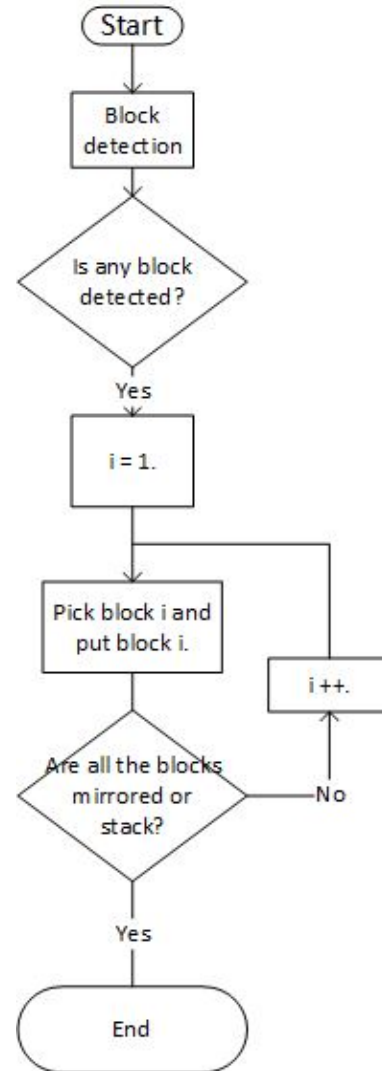 Start
Block
detection
Is any block
detected?
Yes
i = 1.
Pick block i and
put block i.
i ++.
Are all the blocks
mirrored or
stack?
No
Yes
End